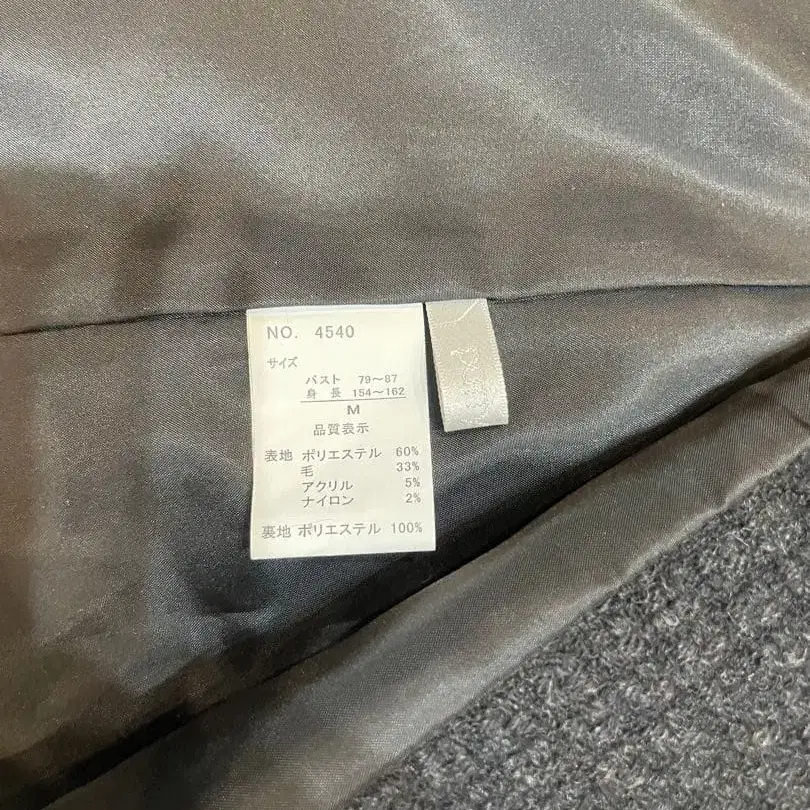 NO. 4540
サイズ
バスト 79〜87
身長 154〜162
M
品質表示
表地 ポリエステル 60%
毛 33%
アクリル 5%
ナイロン 2%
裏地 ポリエステル 100%